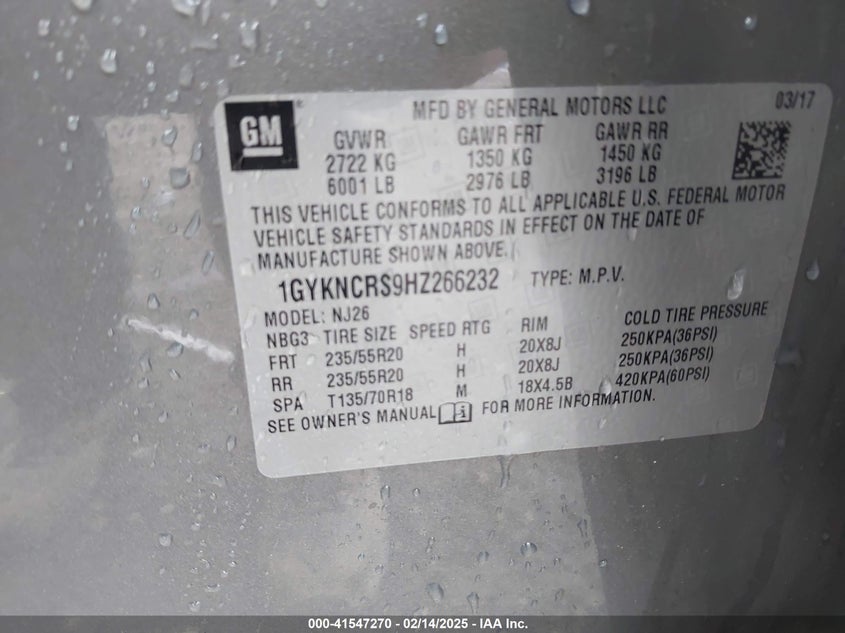 GM
MFD BY GENERAL MOTORS LLC 03/17
GVWR GAWR FRT GAWR RR
2722 KG 1350 KG 1450 KG
6001 LB 2976 LB 3196 LB
THIS VEHICLE CONFORMS TO ALL APPLICABLE U.S. FEDERAL MOTOR
VEHICLE SAFETY STANDARDS IN EFFECT ON THE DATE OF
MANUFACTURE SHOWN ABOVE.
1GYKNCRS9HZ266232 TYPE: M.P.V.
MODEL: NJ26
NBG3 TIRE SIZE SPEED RTG RIM COLD TIRE PRESSURE
FRT 235/55R20 H 20X8J 250KPA(36PSI)
RR 235/55R20 H 20X8J 250KPA(36PSI)
SPA T135/70R18 M 18X4.5B 420KPA(60PSI)
SEE OWNER'S MANUAL FOR MORE INFORMATION.
000-41547270 - 02/14/2025 - IAA Inc.